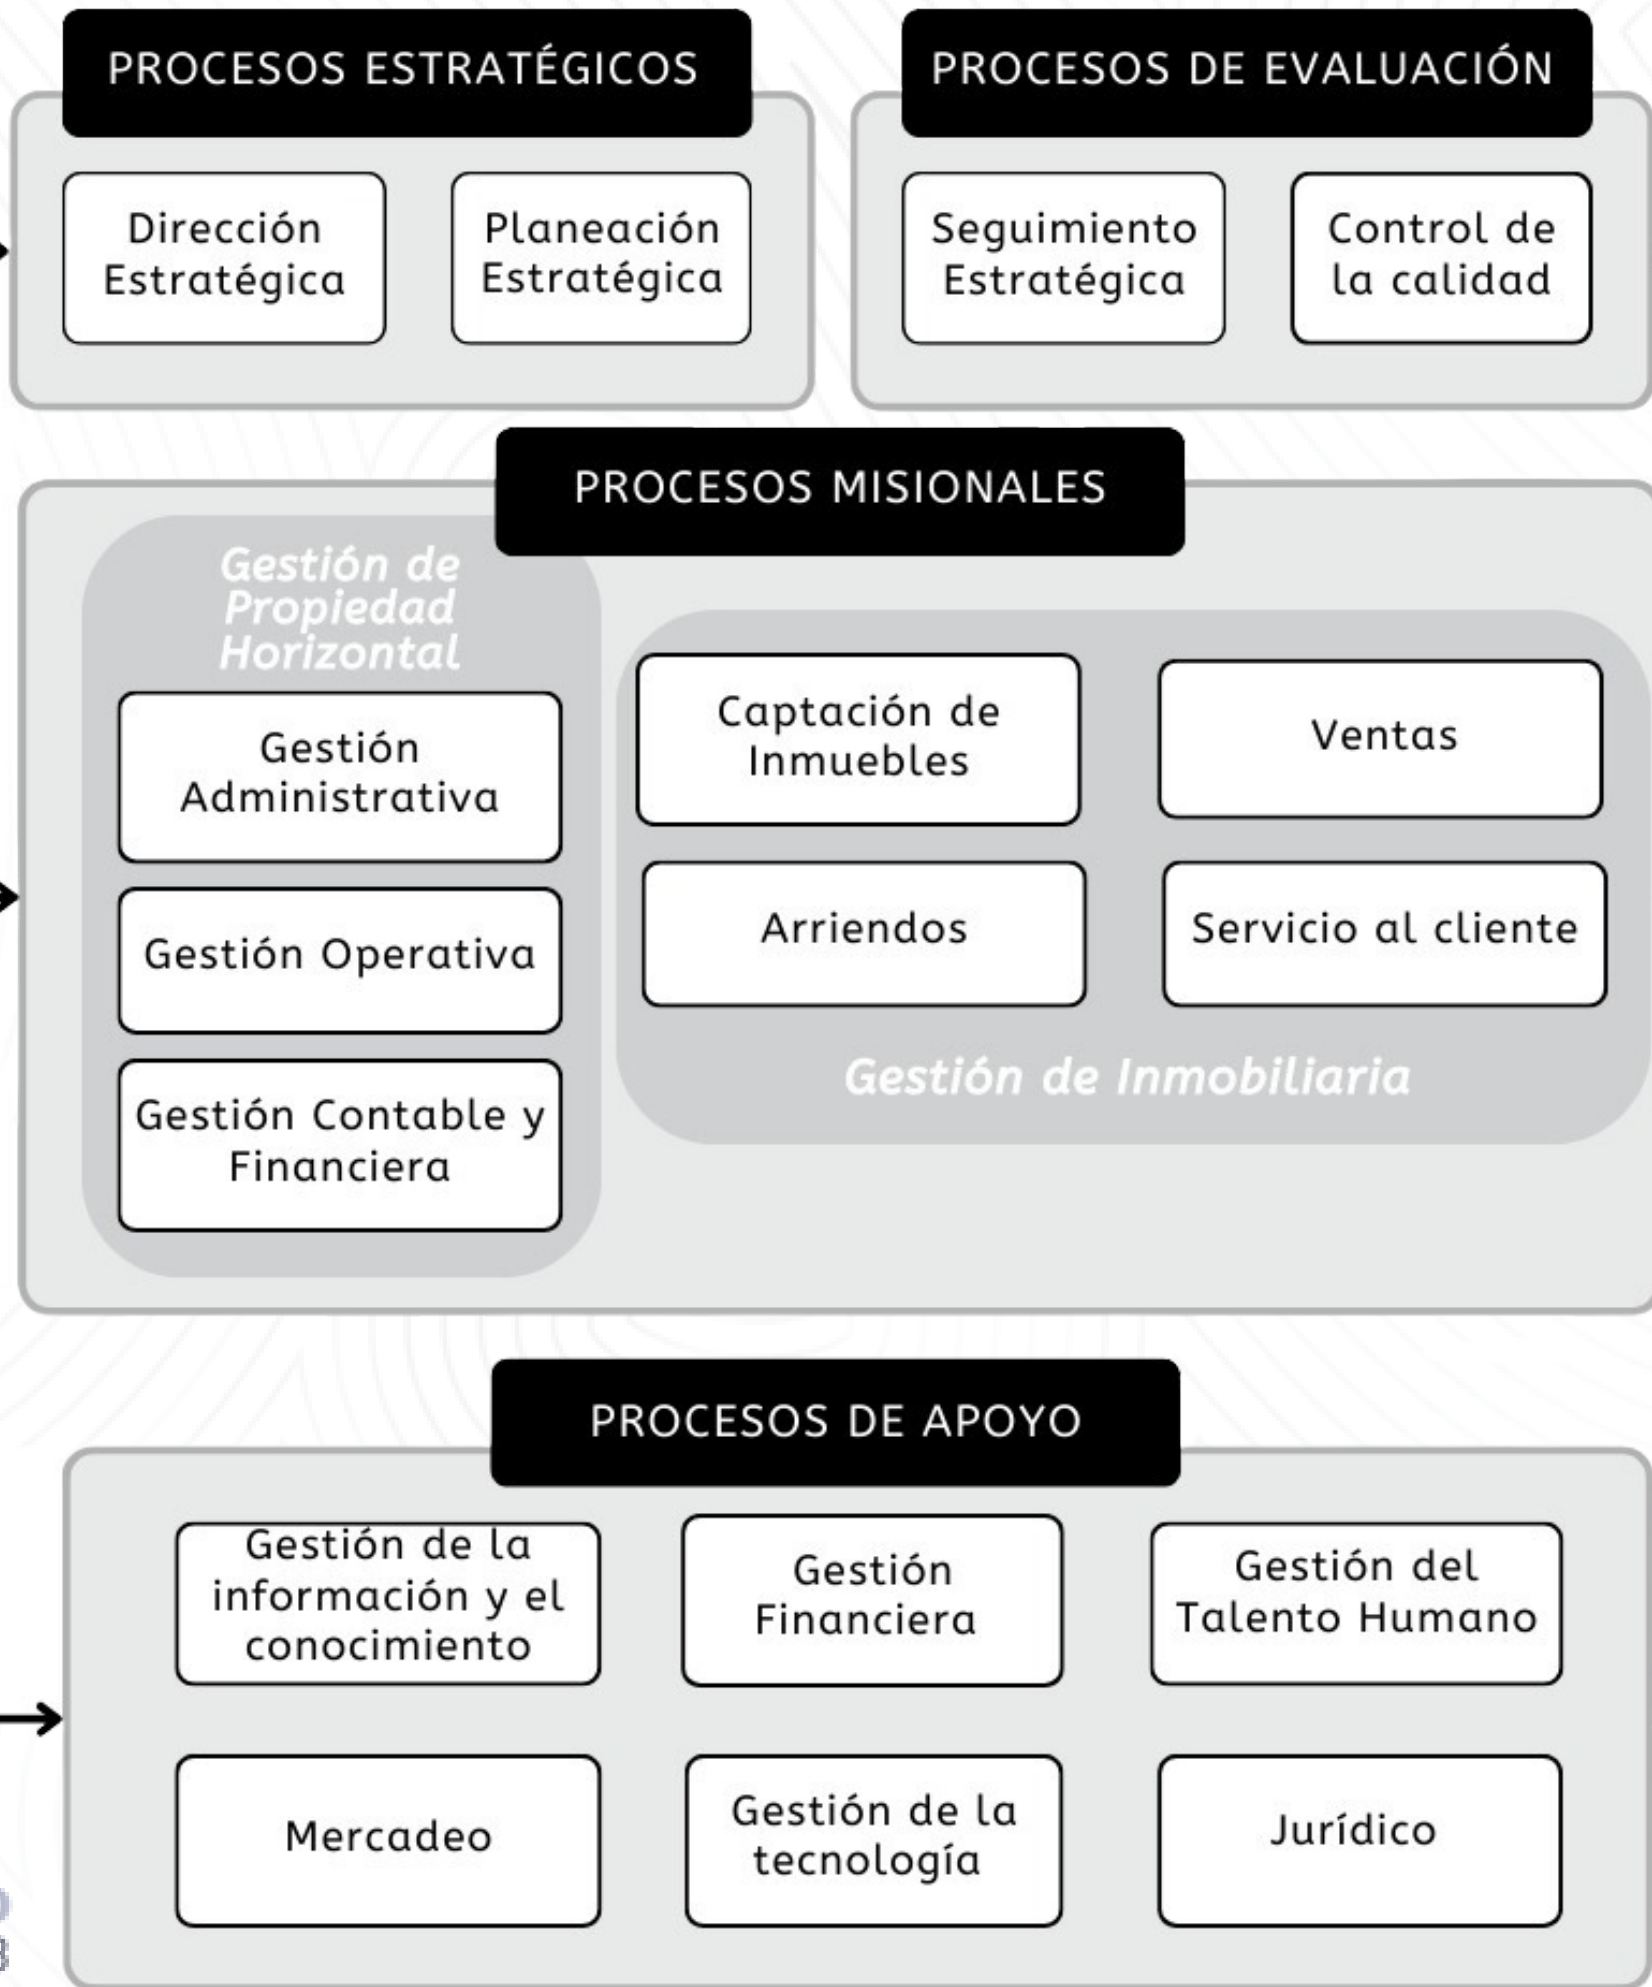 PROCESOS ESTRATÉGICOS
Dirección
Estratégica
Planeación
Estratégica
PROCESOS DE EVALUACIÓN
Seguimiento
Estratégica
Control de
la calidad
PROCESOS MISIONALES
Gestión de
Propiedad
Horizontal
Gestión
Administrativa
Gestión Operativa
Gestión Contable y
Financiera
Captación de
Inmuebles
Ventas
Arriendos
Servicio al cliente
Gestión de Inmobiliaria
PROCESOS DE APOYO
Gestión de la
información y el
conocimiento
Gestión
Financiera
Gestión del
Talento Humano
Mercadeo
Gestión de la
tecnología
Jurídico